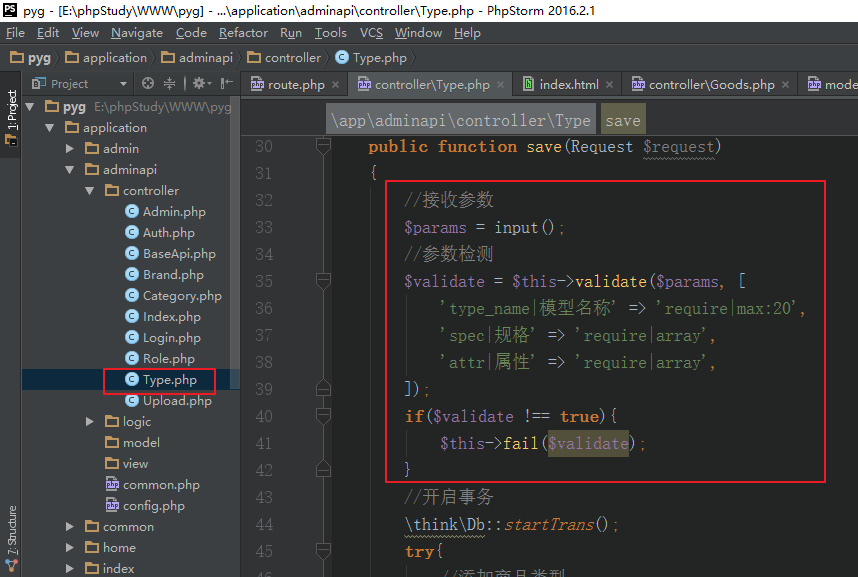 pyg - [E:\phpStudy\WWW\pyg] - ...\application\adminapi\controller\Type.php - PhpStorm 2016.2.1
File Edit View Navigate Code Refactor Run Tools VCS Window Help
pyg application adminapi controller Type.php
Project route.php controller\Type.php index.html controller\Goods.php mode
1: Project
7: Structure
pyg E:\phpStudy\WWW\pyg
application
admin
adminapi
controller
Admin.php
Auth.php
BaseApi.php
Brand.php
Category.php
Index.php
Login.php
Role.php
Type.php
Upload.php
logic
model
view
common.php
config.php
common
home
index
\app\adminapi\controller\Type save
30 public function save(Request $request)
31 {
32 //接收参数
33 $params = input();
34 //参数检测
35 $validate = $this->validate($params, [
36 'type_name|模型名称' => 'require|max:20',
37 'spec|规格' => 'require|array',
38 'attr|属性' => 'require|array',
39 ]);
40 if($validate !== true){
41 $this->fail($validate);
42 }
43 //开启事务
44 \think\Db::startTrans();
45 try{
46 //添加商品类型